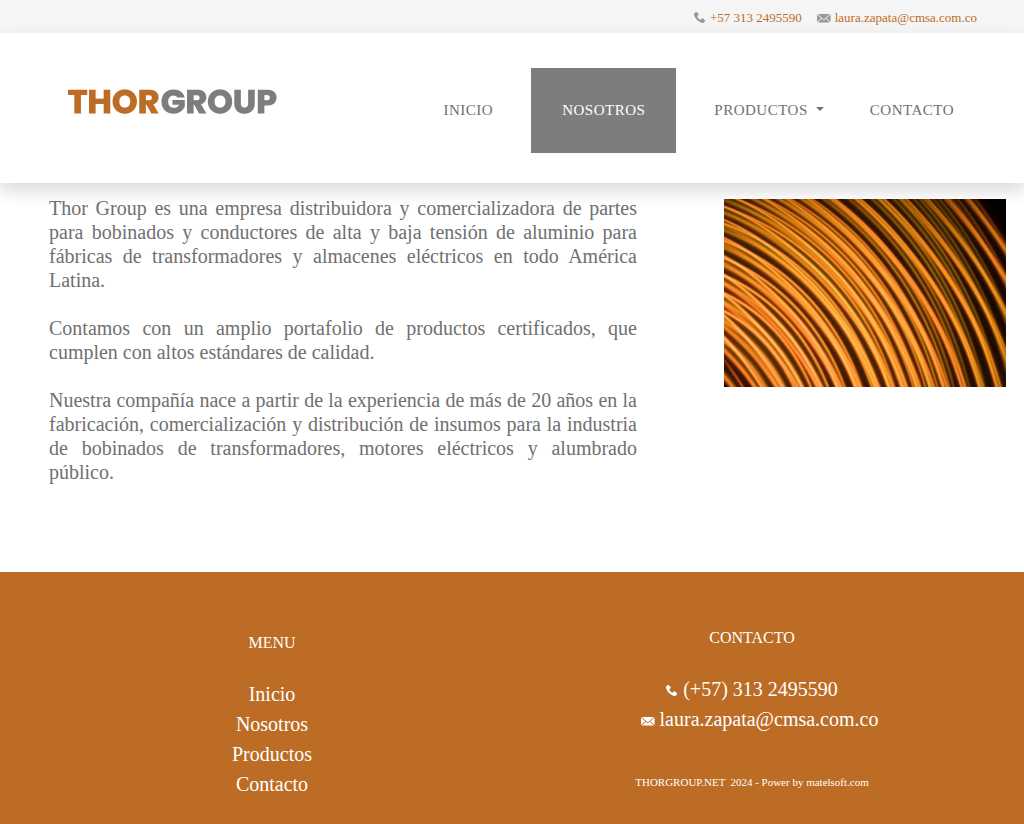 +57 313 2495590 laura.zapata@cmsa.com.co
THORGROUP
INICIO NOSOTROS PRODUCTOS CONTACTO
Thor Group es una empresa distribuidora y comercializadora de partes
para bobinados y conductores de alta y baja tensión de aluminio para
fábricas de transformadores y almacenes eléctricos en todo América
Latina.
Contamos con un amplio portafolio de productos certificados, que
cumplen con altos estándares de calidad.
Nuestra compañía nace a partir de la experiencia de más de 20 años en la
fabricación, comercialización y distribución de insumos para la industria
de bobinados de transformadores, motores eléctricos y alumbrado
público.
MENU
Inicio
Nosotros
Productos
Contacto
CONTACTO
(+57) 313 2495590
laura.zapata@cmsa.com.co
THORGROUP.NET 2024 - Power by matelsoft.com